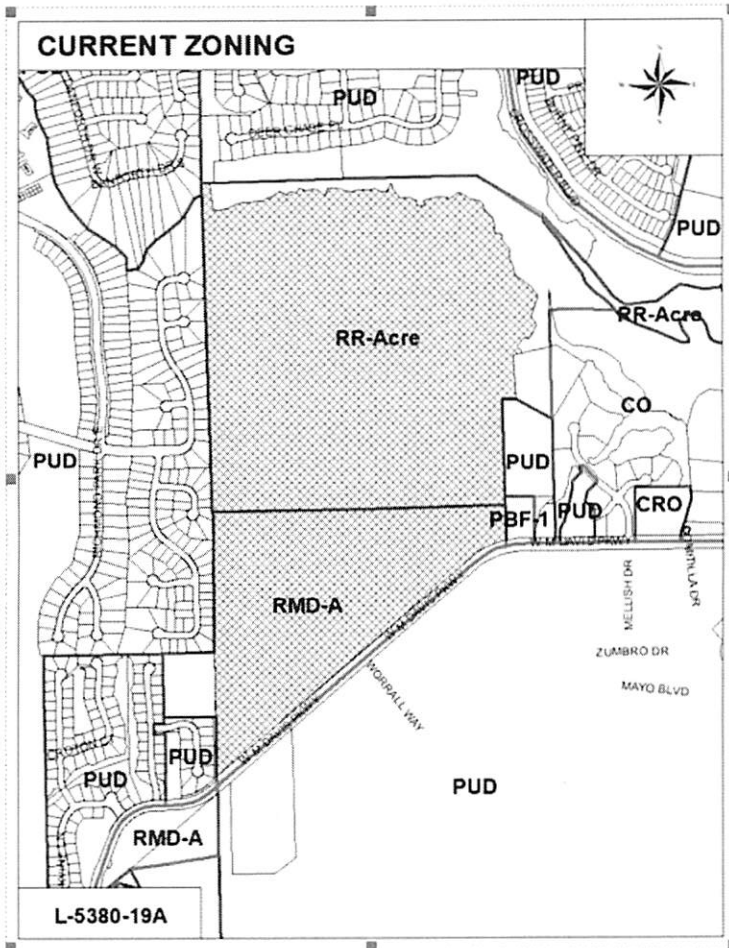 CURRENT ZONING
PUD
PUD
PUD
RR-Acre
RR-Acre
CO
PUD
PUD
PBF-1
PUD
CRO
RMD-A
MELLISH DR
ZUMBRO DR
MAYO BLVD
WORRALL WAY
PUD
PUD
PUD
RMD-A
L-5380-19A